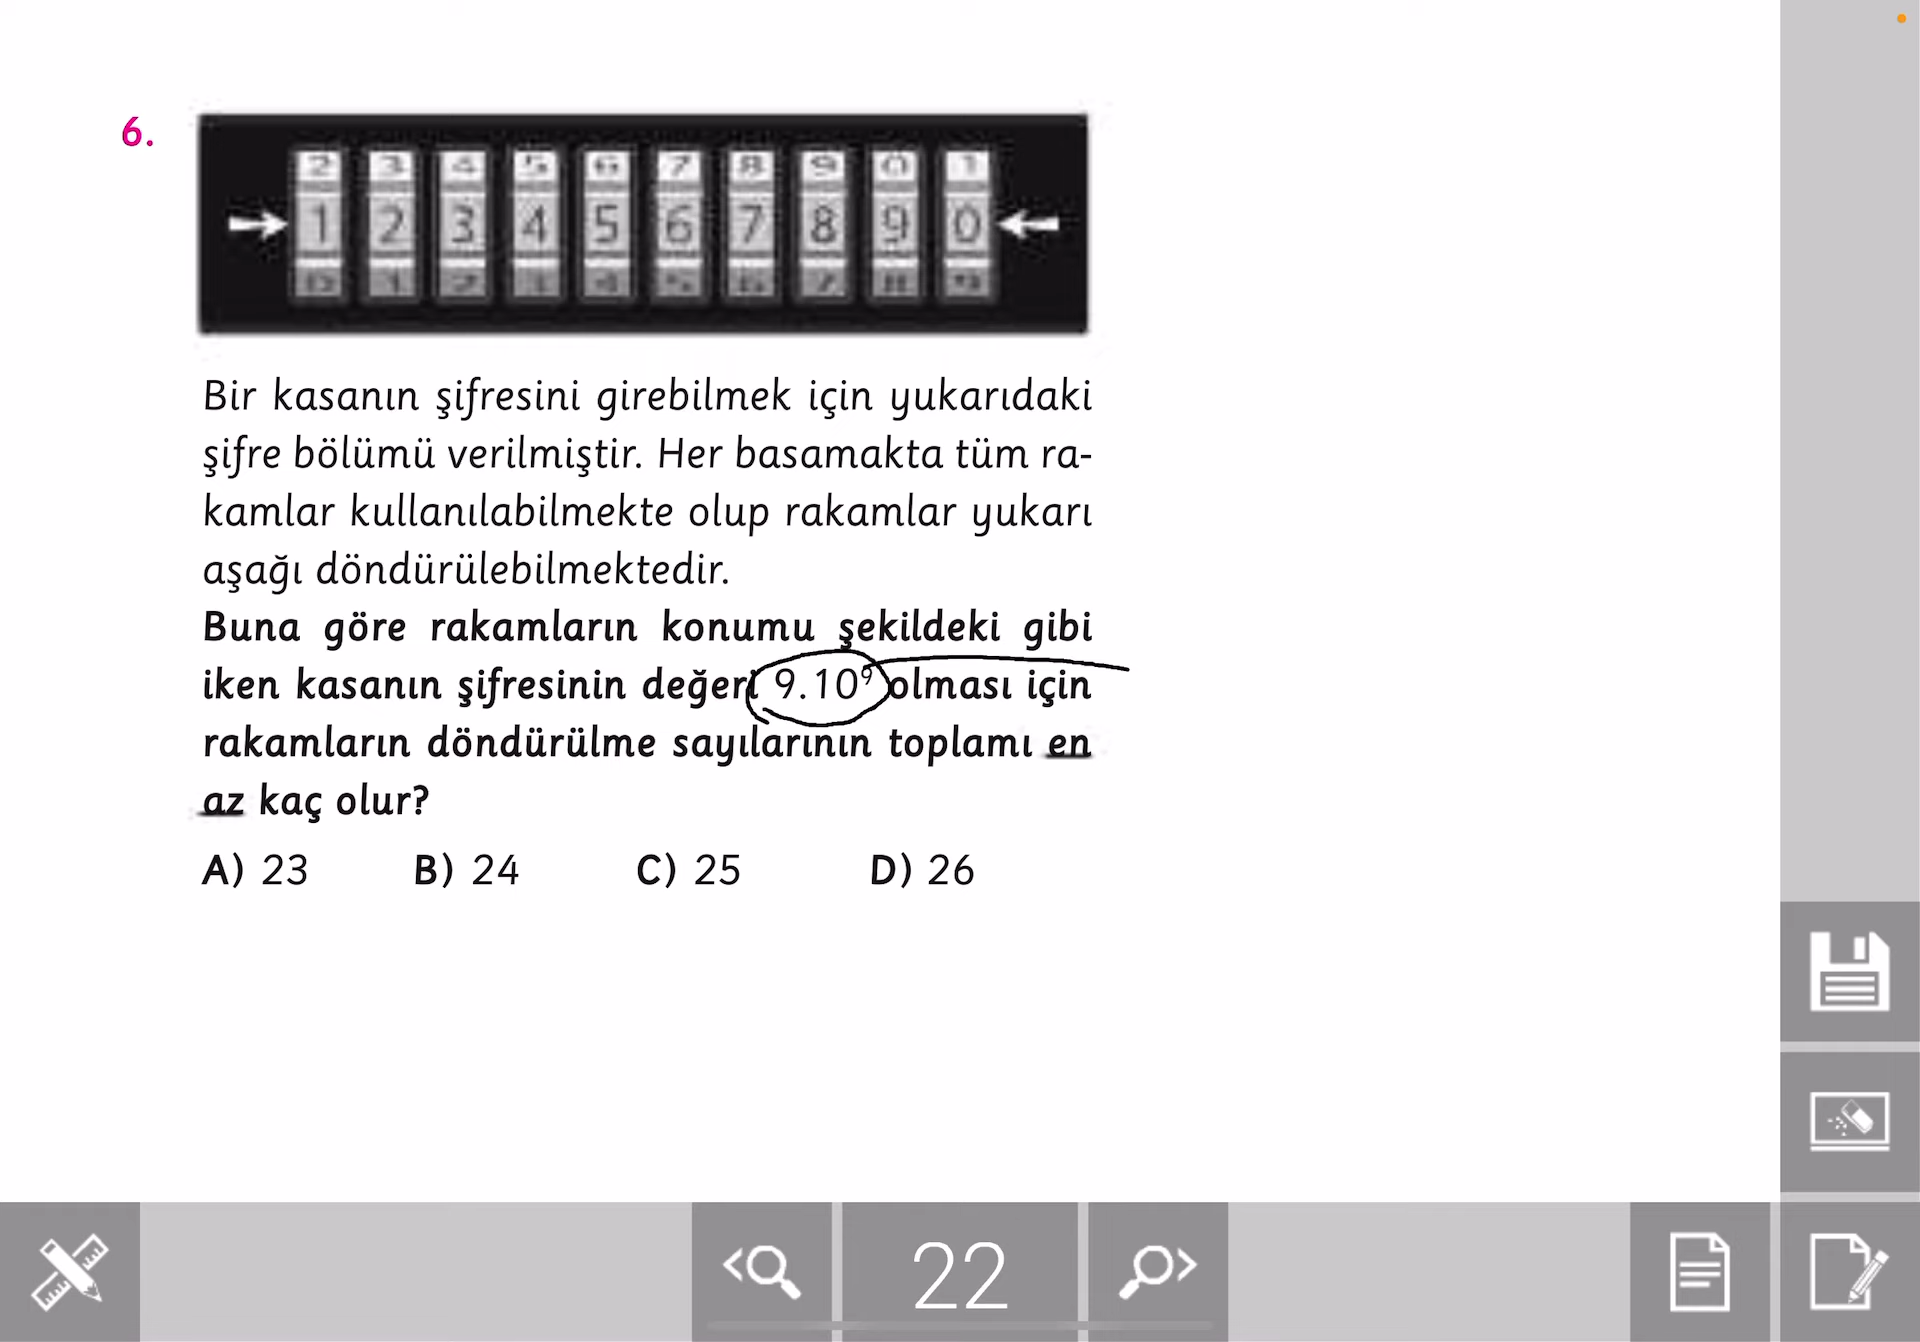 6.
2 3 4 5 6 7 8 9 0 1
1 2 3 4 5 6 7 8 9 0
Bir kasanın şifresini girebilmek için yukarıdaki
şifre bölümü verilmiştir. Her basamakta tüm ra-
kamlar kullanılabilmekte olup rakamlar yukarı
aşağı döndürülebilmektedir.
Buna göre rakamların konumu şekildeki gibi
iken kasanın şifresinin değeri 9.10⁹ olması için
rakamların döndürülme sayılarının toplamı en
az kaç olur?
A) 23 B) 24 C) 25 D) 26
22